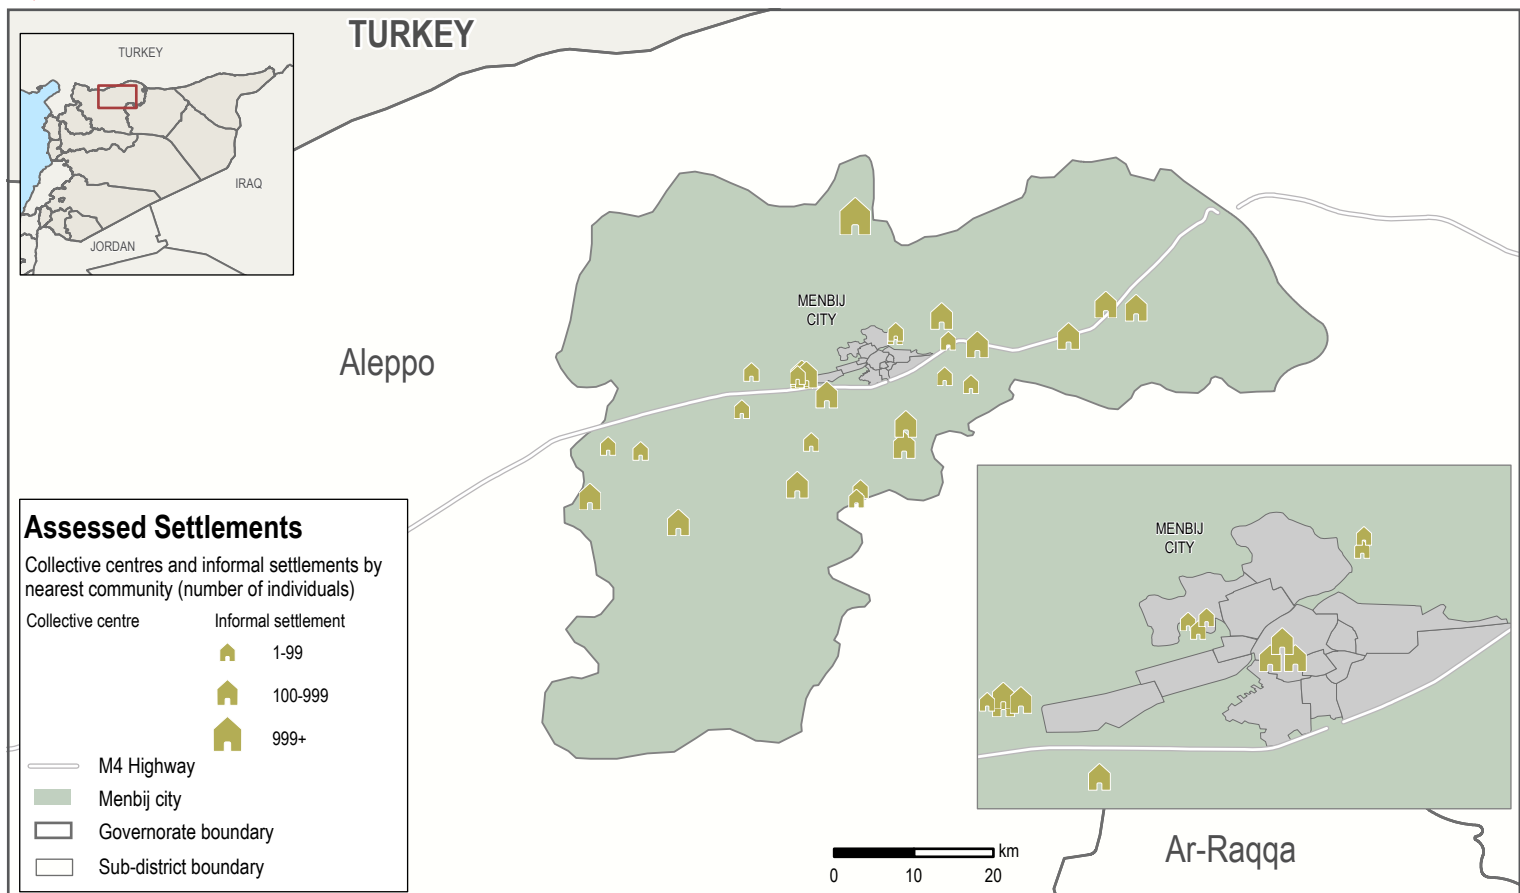 TURKEY
TURKEY
IRAQ
JORDAN
Aleppo
MENBIJ
CITY
MENBIJ
CITY
Assessed Settlements
Collective centres and informal settlements by
nearest community (number of individuals)
Collective centre
Informal settlement
1-99
100-999
999+
M4 Highway
Menbij city
Governorate boundary
Sub-district boundary
km
0 10 20
Ar-Raqqa